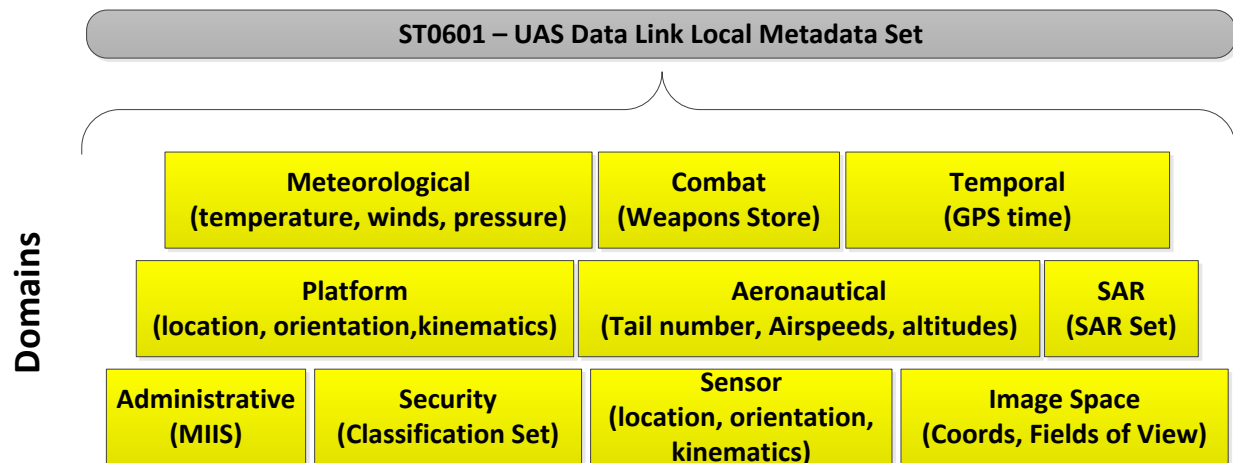 ST0601 – UAS Data Link Local Metadata Set
Domains
Meteorological
(temperature, winds, pressure)
Combat
(Weapons Store)
Temporal
(GPS time)
Platform
(location, orientation,kinematics)
Aeronautical
(Tail number, Airspeeds, altitudes)
SAR
(SAR Set)
Administrative
(MIIS)
Security
(Classification Set)
Sensor
(location, orientation,
kinematics)
Image Space
(Coords, Fields of View)